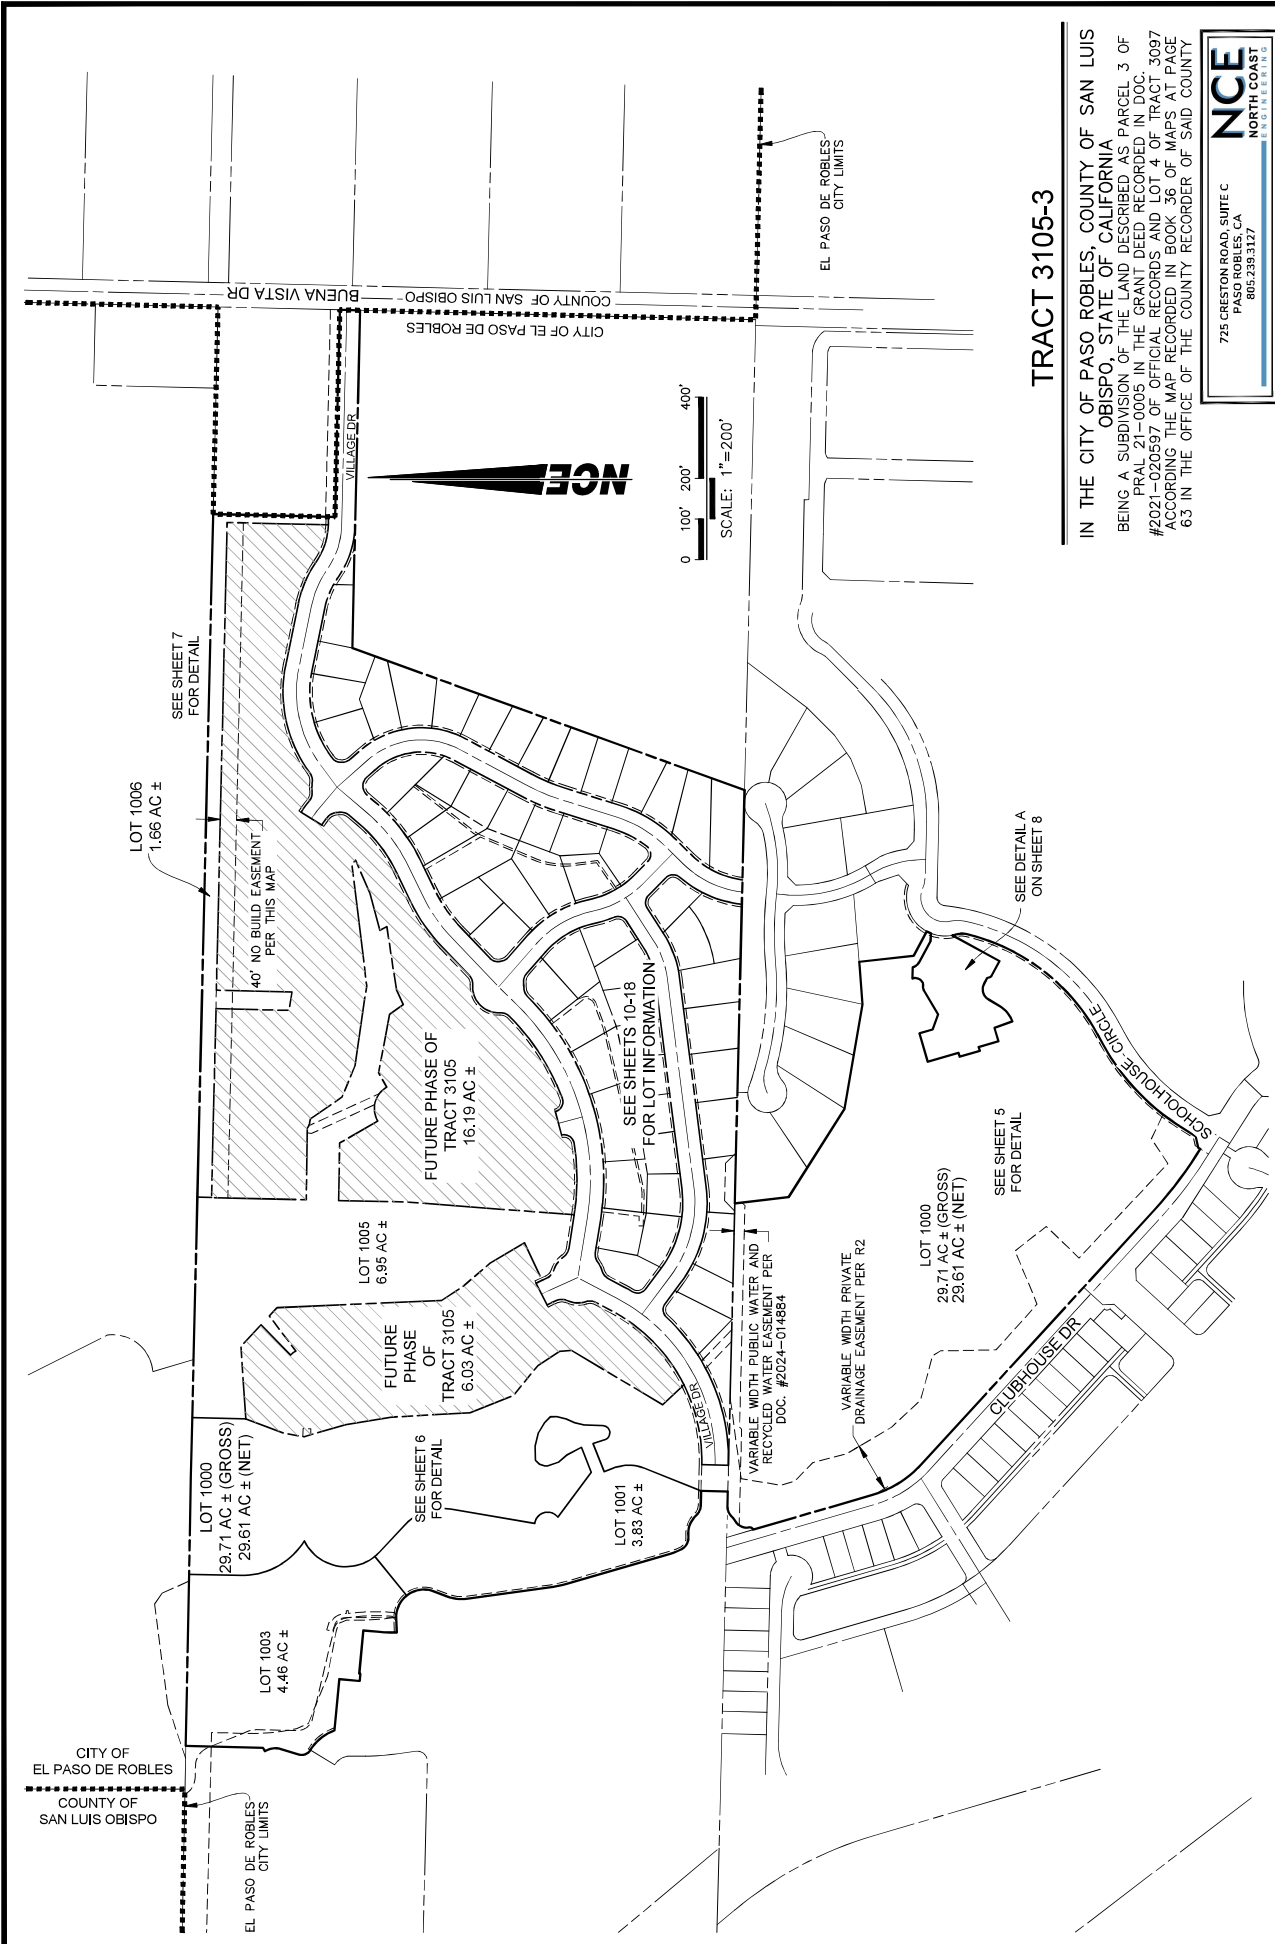 CITY OF
EL PASO DE ROBLES
COUNTY OF
SAN LUIS OBISPO
EL PASO DE ROBLES
CITY LIMITS
LOT 1003
4.46 AC ±
LOT 1000
29.71 AC ± (GROSS)
29.61 AC ± (NET)
SEE SHEET 6
FOR DETAIL
LOT 1001
3.83 AC ±
FUTURE
PHASE
OF
TRACT 3105
6.03 AC ±
LOT 1005
6.95 AC ±
FUTURE PHASE OF
TRACT 3105
16.19 AC ±
40' NO BUILD EASEMENT
PER THIS MAP
LOT 1006
1.66 AC ±
SEE SHEET 7
FOR DETAIL
VILLAGE DR
BUENA VISTA DR
COUNTY OF SAN LUIS OBISPO
CITY OF EL PASO DE ROBLES
EL PASO DE ROBLES
CITY LIMITS
NCE
0 100' 200' 400'
SCALE: 1"=200'
SEE SHEETS 10-18
FOR LOT INFORMATION
VILLAGE DR
VARIABLE WIDTH PUBLIC WATER AND
RECYCLED WATER EASEMENT PER
DOC. #2024-014884
VARIABLE WIDTH PRIVATE
DRAINAGE EASEMENT PER R2
LOT 1000
29.71 AC ± (GROSS)
29.61 AC ± (NET)
SEE SHEET 5
FOR DETAIL
SEE DETAIL A
ON SHEET 8
SCHOOLHOUSE CIRCLE
CLUBHOUSE DR
TRACT 3105-3
IN THE CITY OF PASO ROBLES, COUNTY OF SAN LUIS
OBISPO, STATE OF CALIFORNIA
BEING A SUBDIVISION OF THE LAND DESCRIBED AS PARCEL 3 OF
PRAL 21-0005 IN THE GRANT DEED RECORDED IN DOC.
#2021-020597 OF OFFICIAL RECORDS AND LOT 4 OF TRACT 3097
ACCORDING THE MAP RECORDED IN BOOK 36 OF MAPS AT PAGE
63 IN THE OFFICE OF THE COUNTY RECORDER OF SAID COUNTY
725 CRESTON ROAD, SUITE C
PASO ROBLES, CA
805.239.3127
NCE
NORTH COAST
ENGINEERING